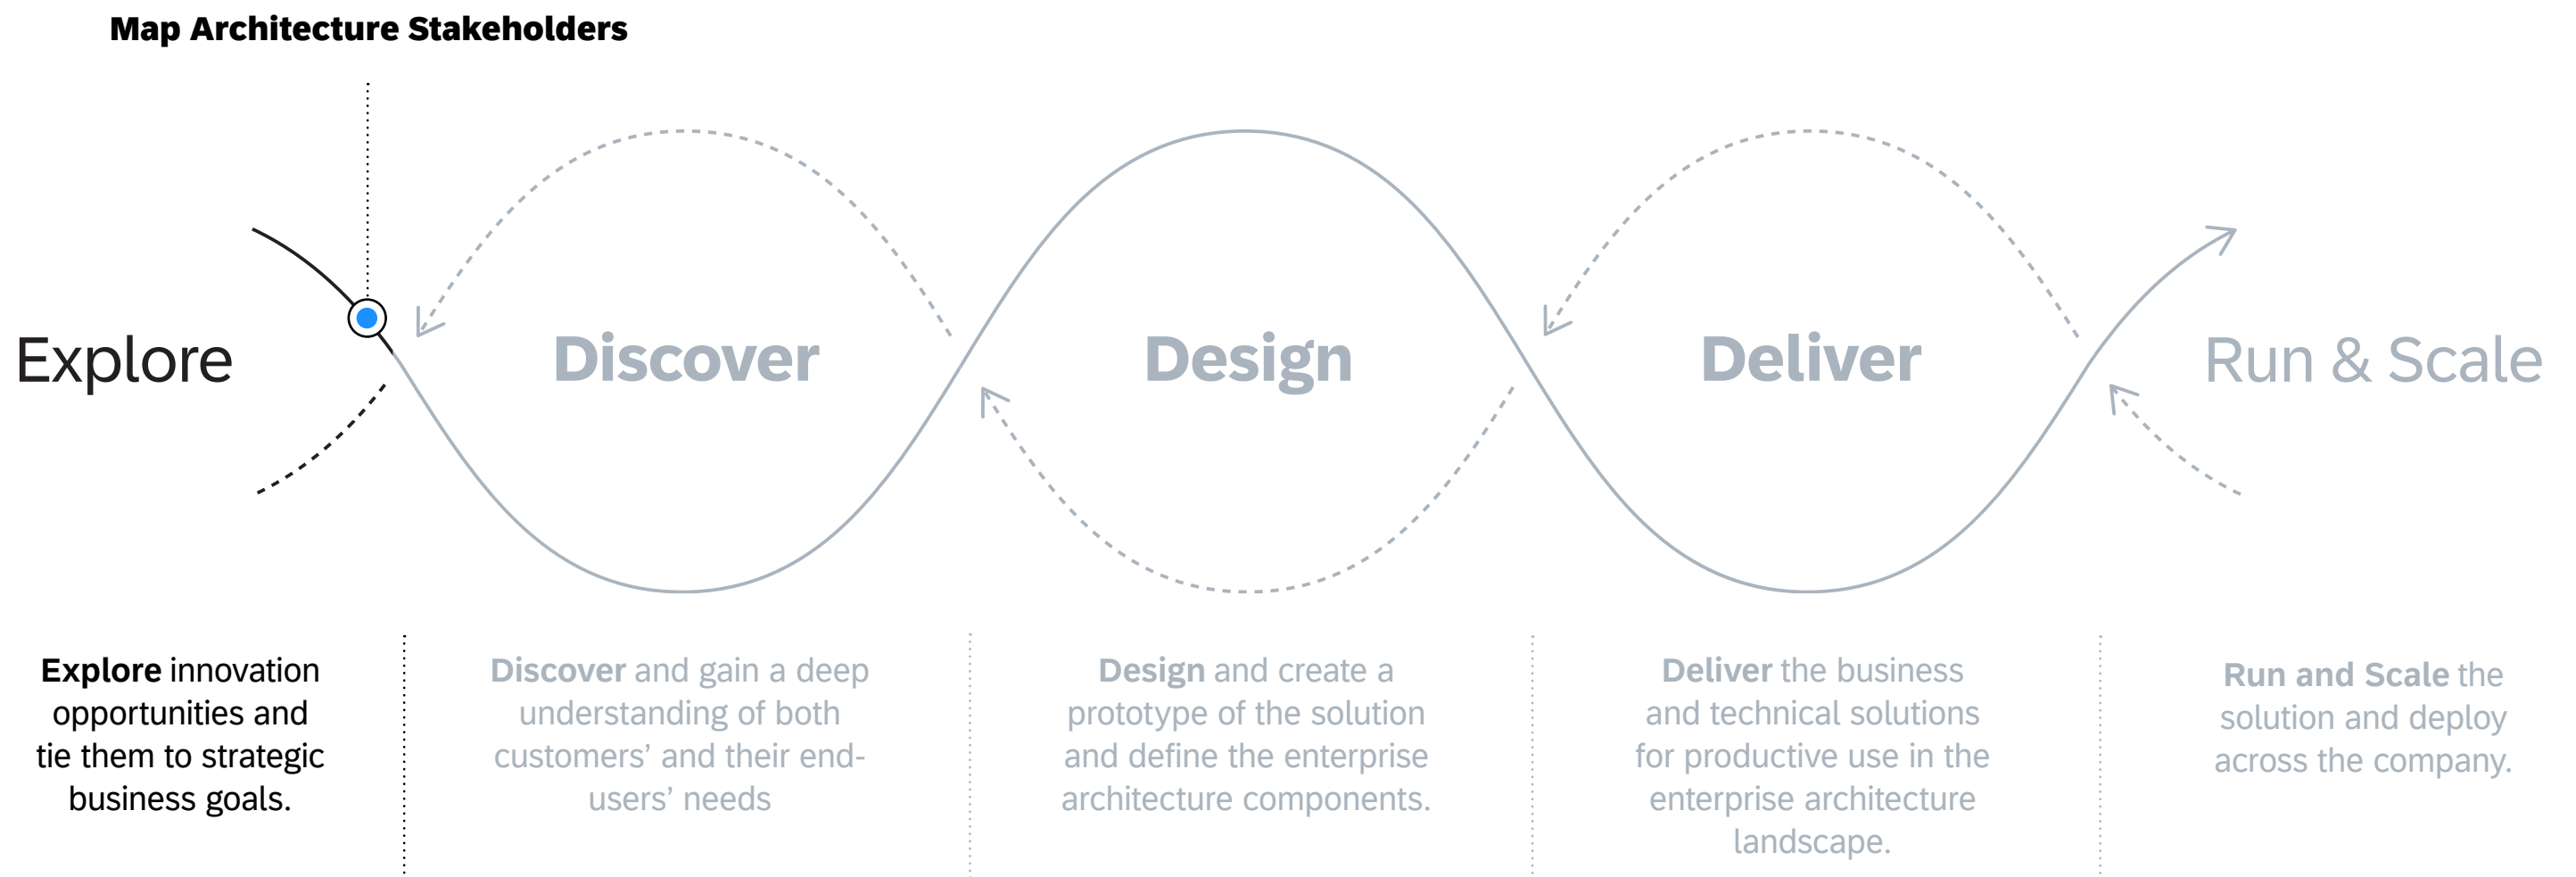 Map Architecture Stakeholders
Explore
Discover
Design
Deliver
Run & Scale
Explore innovation
opportunities and
tie them to strategic
business goals.
Discover and gain a deep
understanding of both
customers’ and their end-
users’ needs
Design and create a
prototype of the solution
and define the enterprise
architecture components.
Deliver the business
and technical solutions
for productive use in the
enterprise architecture
landscape.
Run and Scale the
solution and deploy
across the company.